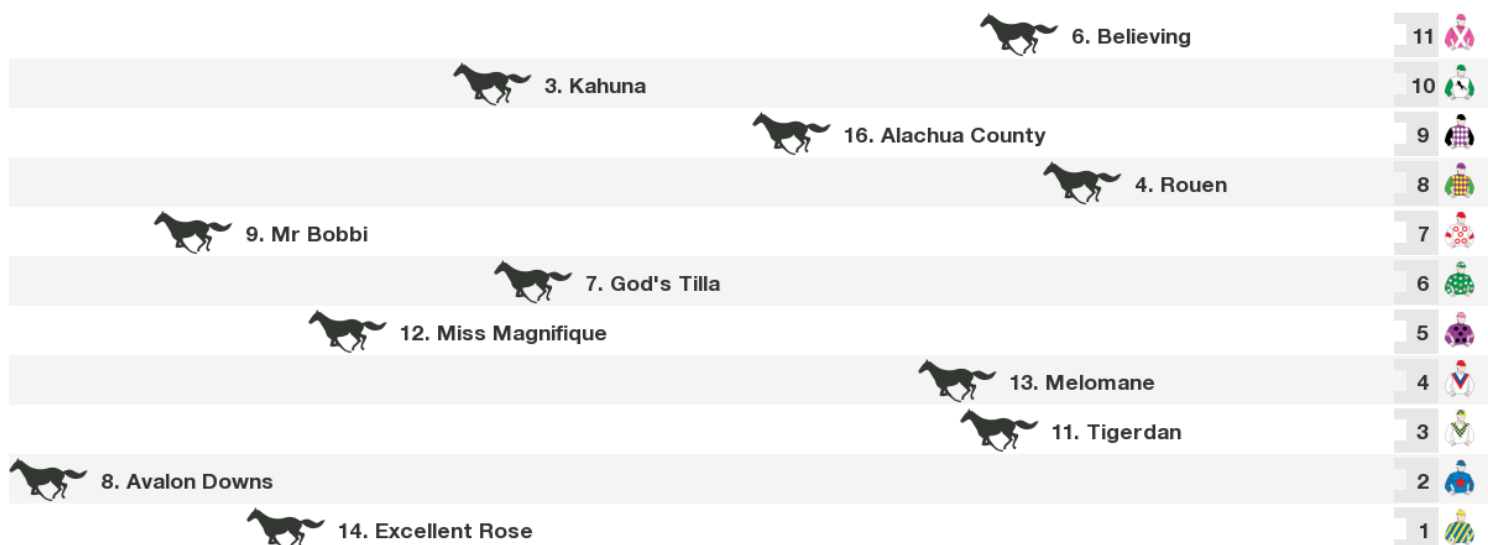 6. Believing 11
3. Kahuna 10
16. Alachua County 9
4. Rouen 8
9. Mr Bobbi 7
7. God's Tilla 6
12. Miss Magnifique 5
13. Melomane 4
11. Tigerdan 3
8. Avalon Downs 2
14. Excellent Rose 1